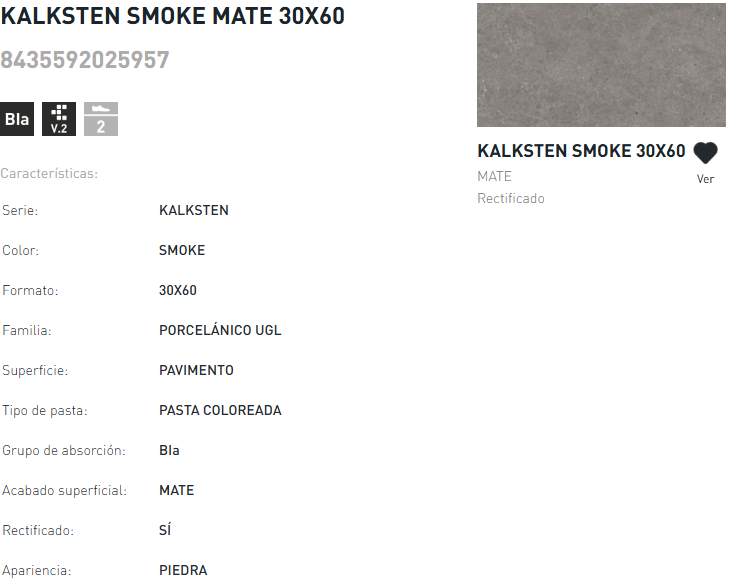 KALKSTEN SMOKE MATE 30X60
8435592025957
BIa
V.2
2
Características:
Serie: KALKSTEN
Color: SMOKE
Formato: 30X60
Familia: PORCELÁNICO UGL
Superficie: PAVIMENTO
Tipo de pasta: PASTA COLOREADA
Grupo de absorción: BIa
Acabado superficial: MATE
Rectificado: SÍ
Apariencia: PIEDRA
KALKSTEN SMOKE 30X60
MATE
Ver
Rectificado